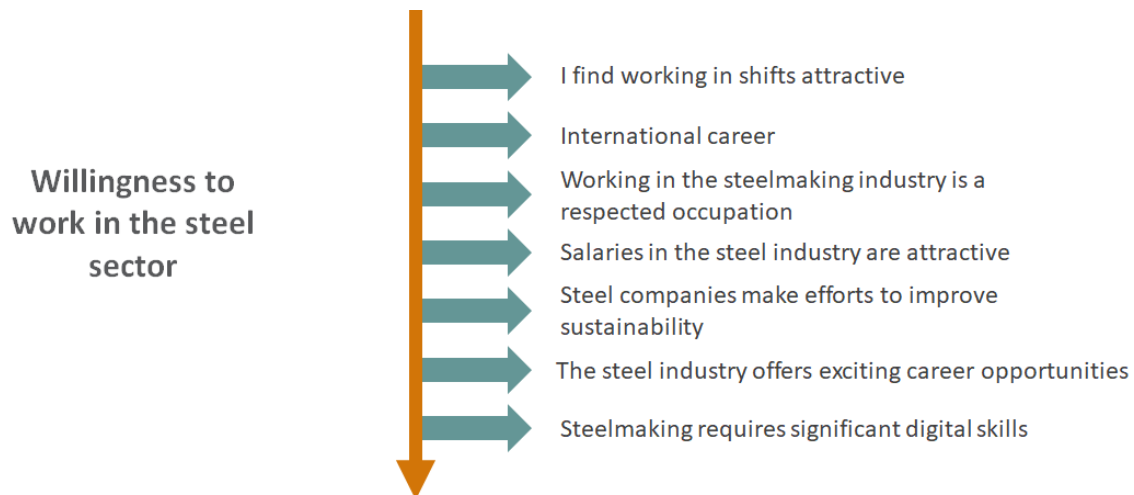 Willingness to
work in the steel
sector
I find working in shifts attractive
International career
Working in the steelmaking industry is a
respected occupation
Salaries in the steel industry are attractive
Steel companies make efforts to improve
sustainability
The steel industry offers exciting career opportunities
Steelmaking requires significant digital skills